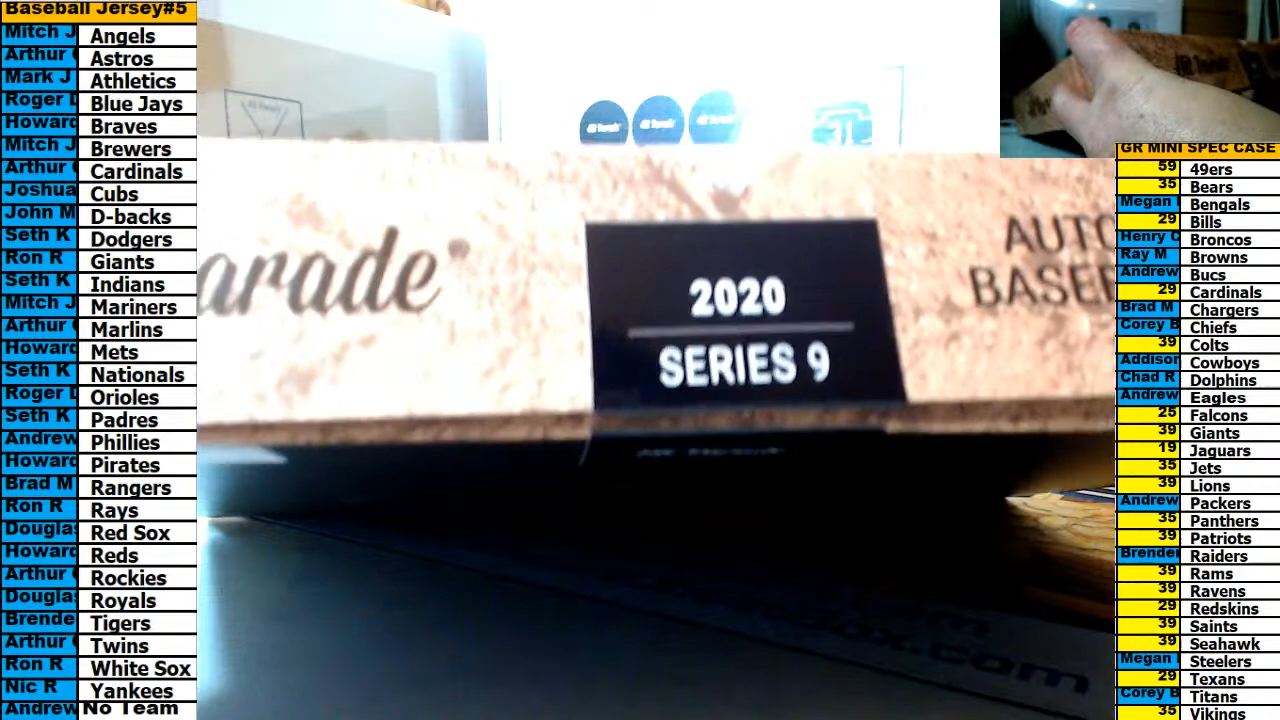 Baseball Jersey#5
Mitch J Angels
Arthur Astros
Mark J Athletics
Roger Blue Jays
Howard Braves
Mitch J Brewers
Arthur Cardinals
Joshua Cubs
John M D-backs
Seth K Dodgers
Ron R Giants
Seth K Indians
Mitch J Mariners
Arthur Marlins
Howard Mets
Seth K Nationals
Roger Orioles
Seth K Padres
Andrew Phillies
Howard Pirates
Brad M Rangers
Ron R Rays
Douglas Red Sox
Howard Reds
Arthur Rockies
Douglas Royals
Brende Tigers
Arthur Twins
Ron R White Sox
Nic R Yankees
Andrew No Team
arade
2020
SERIES 9
AUTO
BASEB
GR MINI SPEC CASE
59 49ers
35 Bears
Megan Bengals
29 Bills
Henry C Broncos
Ray M Browns
Andrew Bucs
29 Cardinals
Brad M Chargers
Corey B Chiefs
39 Colts
Addison Cowboys
Chad R Dolphins
Andrew Eagles
25 Falcons
39 Giants
19 Jaguars
35 Jets
39 Lions
Andrew Packers
35 Panthers
39 Patriots
Brende Raiders
39 Rams
39 Ravens
29 Redskins
39 Saints
39 Seahawk
Megan Steelers
29 Texans
Corey B Titans
35 Vikings